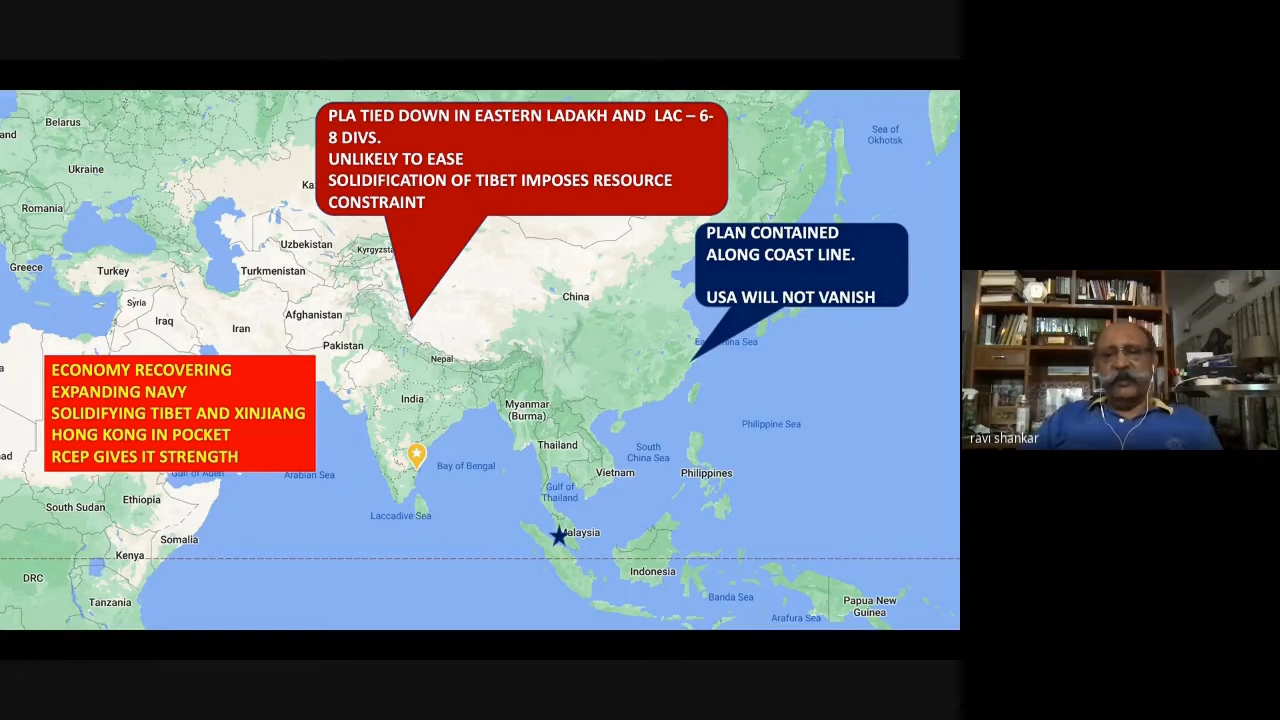 PLA TIED DOWN IN EASTERN LADAKH AND LAC – 6-
8 DIVS.
UNLIKELY TO EASE
SOLIDIFICATION OF TIBET IMPOSES RESOURCE
CONSTRAINT
PLAN CONTAINED
ALONG COAST LINE.
USA WILL NOT VANISH
ECONOMY RECOVERING
EXPANDING NAVY
SOLIDIFYING TIBET AND XINJIANG
HONG KONG IN POCKET
RCEP GIVES IT STRENGTH
Belarus
Sea of
Okhotsk
Ukraine
Romania
Uzbekistan
Kyrgyzst
Greece
Turkey
Turkmenistan
Syria
China
Iraq
Iran
Afghanistan
Pakistan
Nepal
India
Myanmar
(Burma)
Philippine Sea
Thailand
South
China Sea
Bay of Bengal
Arabian Sea
Gulf of Aden
Vietnam
Philippines
Gulf of
Thailand
Ethiopia
South Sudan
Laccadive Sea
Somalia
Malaysia
Kenya
Indonesia
DRC
Tanzania
Banda Sea
Papua New
Guinea
Arafura Sea
ravi shankar